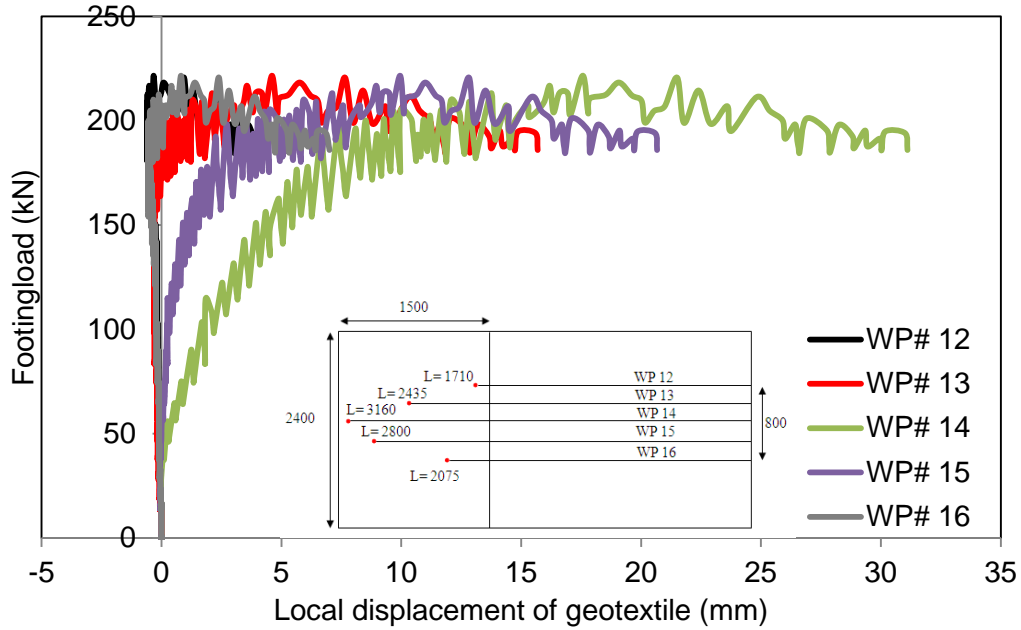 250
200
150
100
50
0
Footingload (kN)
-5 0 5 10 15 20 25 30 35
Local displacement of geotextile (mm)
1500
2400
L=1710
L=2435
L=3160
L=2800
L=2075
WP 12
WP 13
WP 14
WP 15
WP 16
800
WP# 12
WP# 13
WP# 14
WP# 15
WP# 16